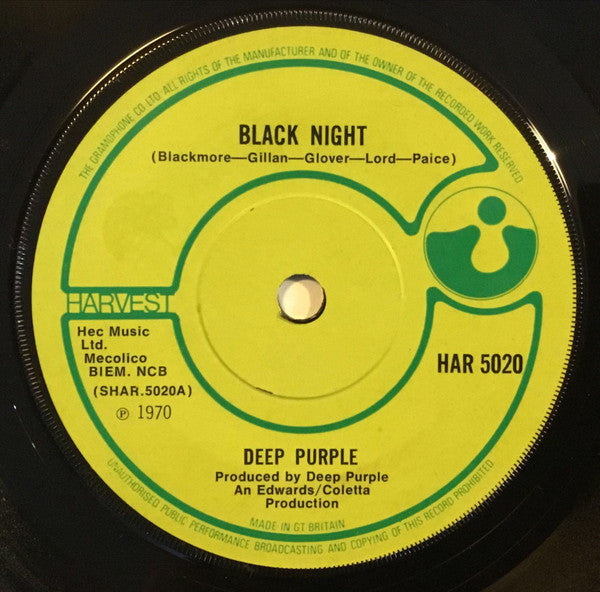 THE GRAMOPHONE CO. LTD. ALL RIGHTS OF THE MANUFACTURER AND OF THE OWNER OF THE RECORDED WORK RESERVED
BLACK NIGHT
(Blackmore—Gillan—Glover—Lord—Paice)
HARVEST
Hec Music
Ltd.
Mecolico
BIEM. NCB
(SHAR.5020A)
℗ 1970
HAR 5020
DEEP PURPLE
Produced by Deep Purple
An Edwards/Coletta
Production
MADE IN GT BRITAIN
UNAUTHORISED PUBLIC PERFORMANCE BROADCASTING AND COPYING OF THIS RECORD PROHIBITED